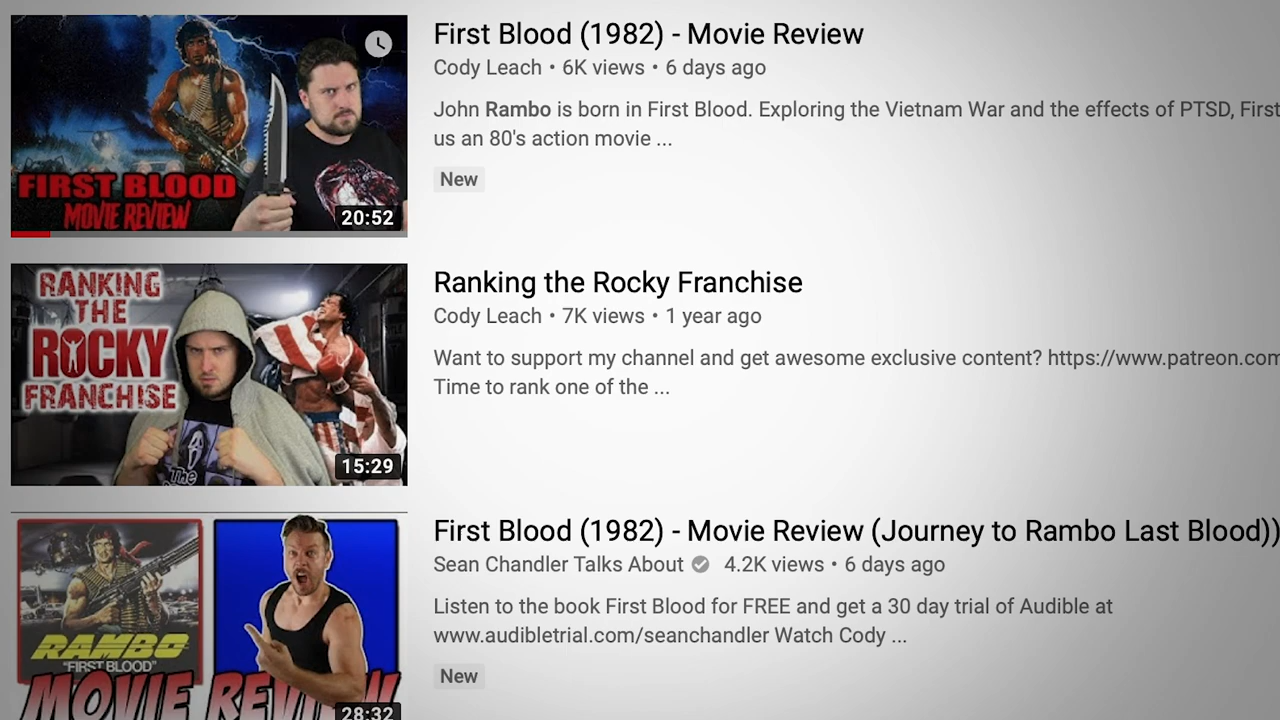 FIRST BLOOD
MOVIE REVIEW
20:52
First Blood (1982) - Movie Review
Cody Leach • 6K views • 6 days ago
John Rambo is born in First Blood. Exploring the Vietnam War and the effects of PTSD, First
us an 80's action movie ...
New
RANKING
THE
ROCKY
FRANCHISE
The
15:29
Ranking the Rocky Franchise
Cody Leach • 7K views • 1 year ago
Want to support my channel and get awesome exclusive content? https://www.patreon.com
Time to rank one of the ...
RAMBO
"FIRST BLOOD"
MOVIE REVIEW
28:32
First Blood (1982) - Movie Review (Journey to Rambo Last Blood))
Sean Chandler Talks About 4.2K views • 6 days ago
Listen to the book First Blood for FREE and get a 30 day trial of Audible at
www.audibletrial.com/seanchandler Watch Cody ...
New